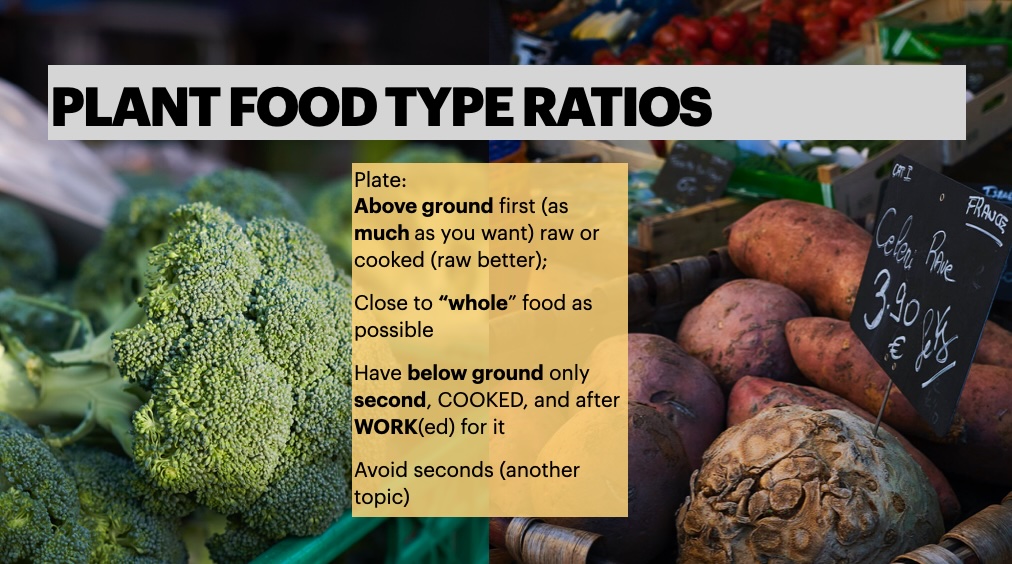 PLANT FOOD TYPE RATIOS
Plate:
Above ground first (as
much as you want) raw or
cooked (raw better);
Close to “whole” food as
possible
Have below ground only
second, COOKED, and after
WORK(ed) for it
Avoid seconds (another
topic)
CAT I
FRANCE
Celeri Rave
3.90
€